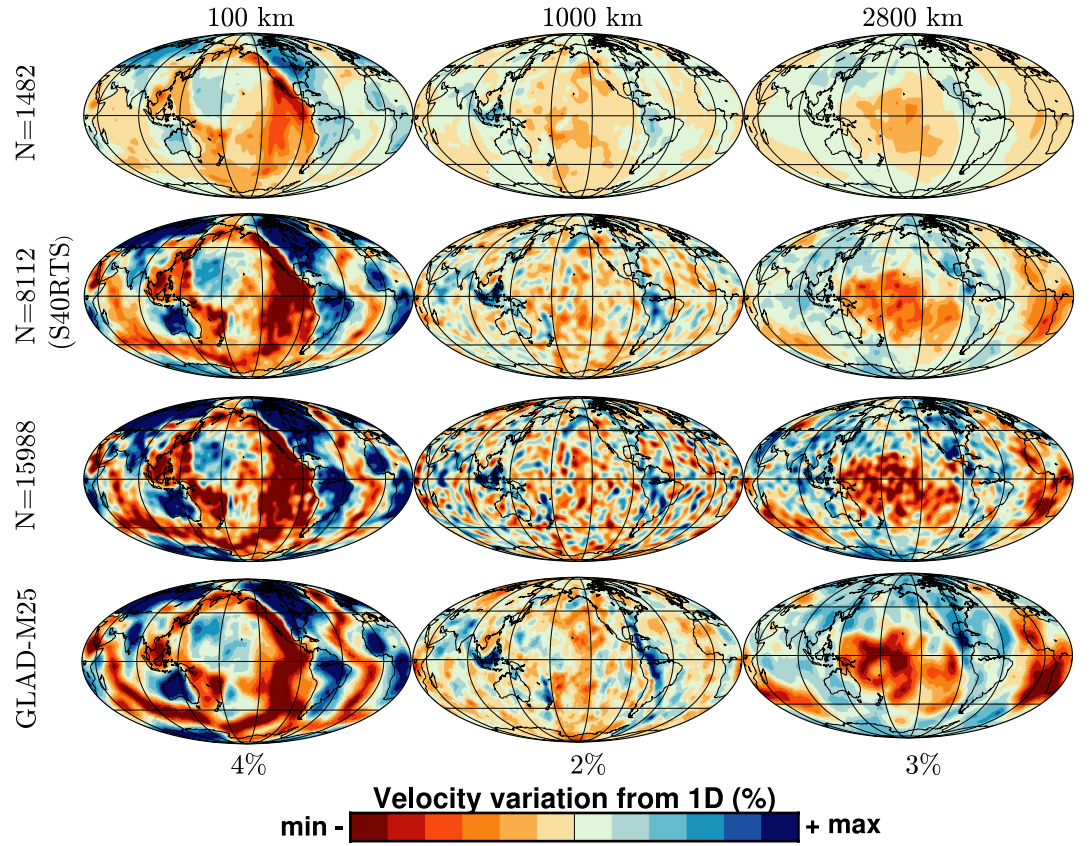 100 km 1000 km 2800 km
N=1482
N=8112
(S40RTS)
N=15988
GLAD-M25
4% 2% 3%
Velocity variation from 1D (%)
min - + max